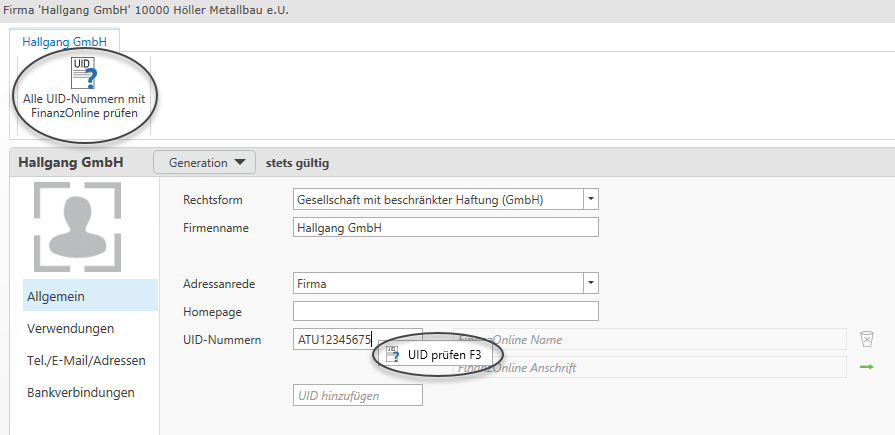 Firma 'Hallgang GmbH' 10000 Höller Metallbau e.U.
Hallgang GmbH
UID
?
Alle UID-Nummern mit
FinanzOnline prüfen
Hallgang GmbH Generation stets gültig
Rechtsform Gesellschaft mit beschränkter Haftung (GmbH)
Firmenname Hallgang GmbH
Adressanrede Firma
Allgemein
Homepage
Verwendungen
UID-Nummern ATU12345675 FinanzOnline Name
UID prüfen F3
Tel./E-Mail/Adressen
FinanzOnline Anschrift
Bankverbindungen
UID hinzufügen